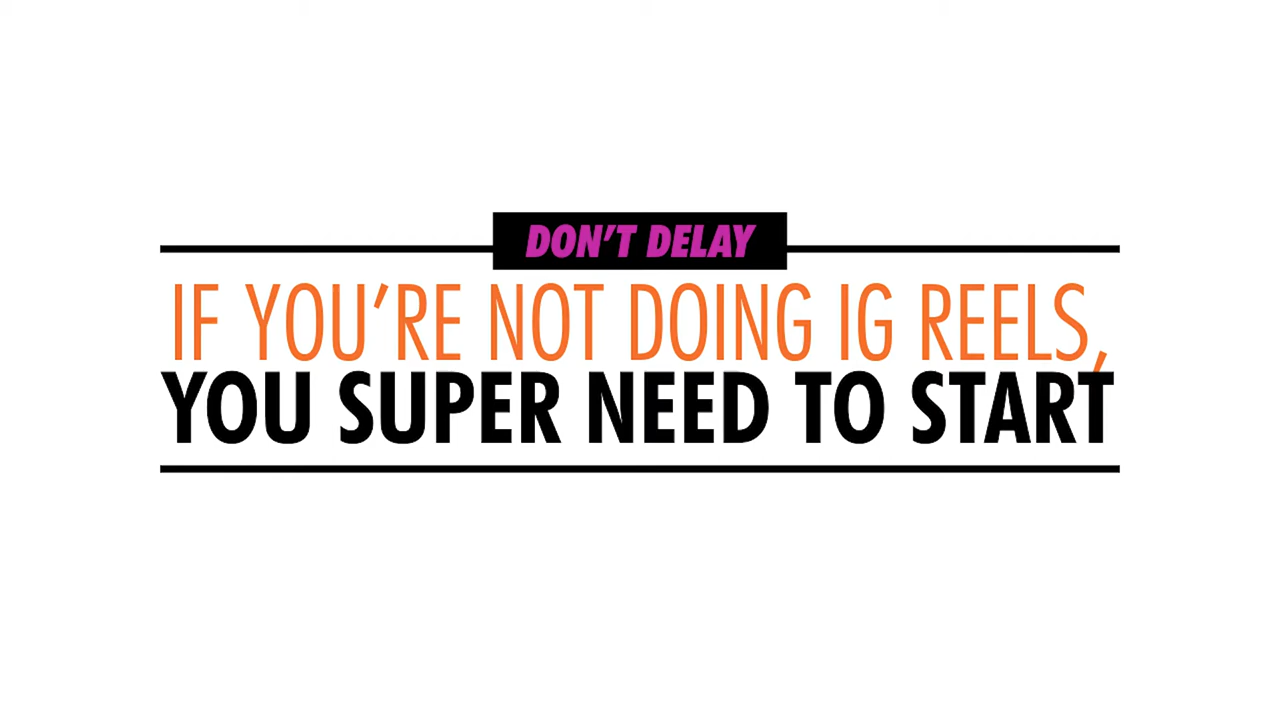 DON'T DELAY
IF YOU'RE NOT DOING IG REELS,
YOU SUPER NEED TO START